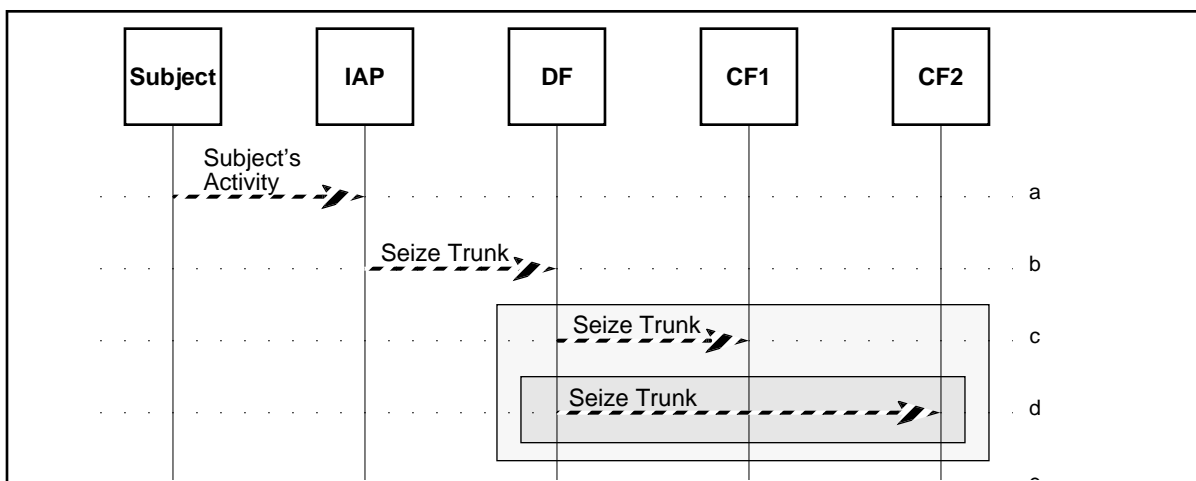 Subject IAP DF CF1 CF2
Subject's
Activity
a
Seize Trunk
b
Seize Trunk
c
Seize Trunk
d